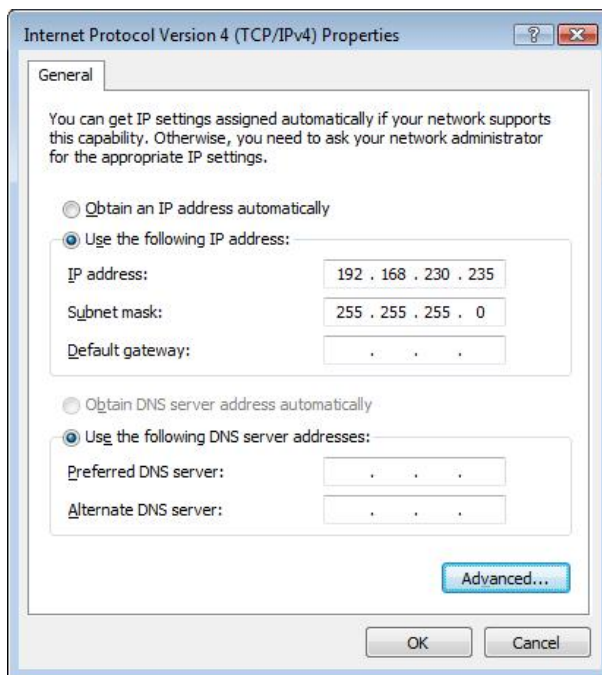 Internet Protocol Version 4 (TCP/IPv4) Properties
General
You can get IP settings assigned automatically if your network supports
this capability. Otherwise, you need to ask your network administrator
for the appropriate IP settings.
Obtain an IP address automatically
Use the following IP address:
IP address: 192 . 168 . 230 . 235
Subnet mask: 255 . 255 . 255 . 0
Default gateway: . . .
Obtain DNS server address automatically
Use the following DNS server addresses:
Preferred DNS server: . . .
Alternate DNS server: . . .
Advanced...
OK Cancel